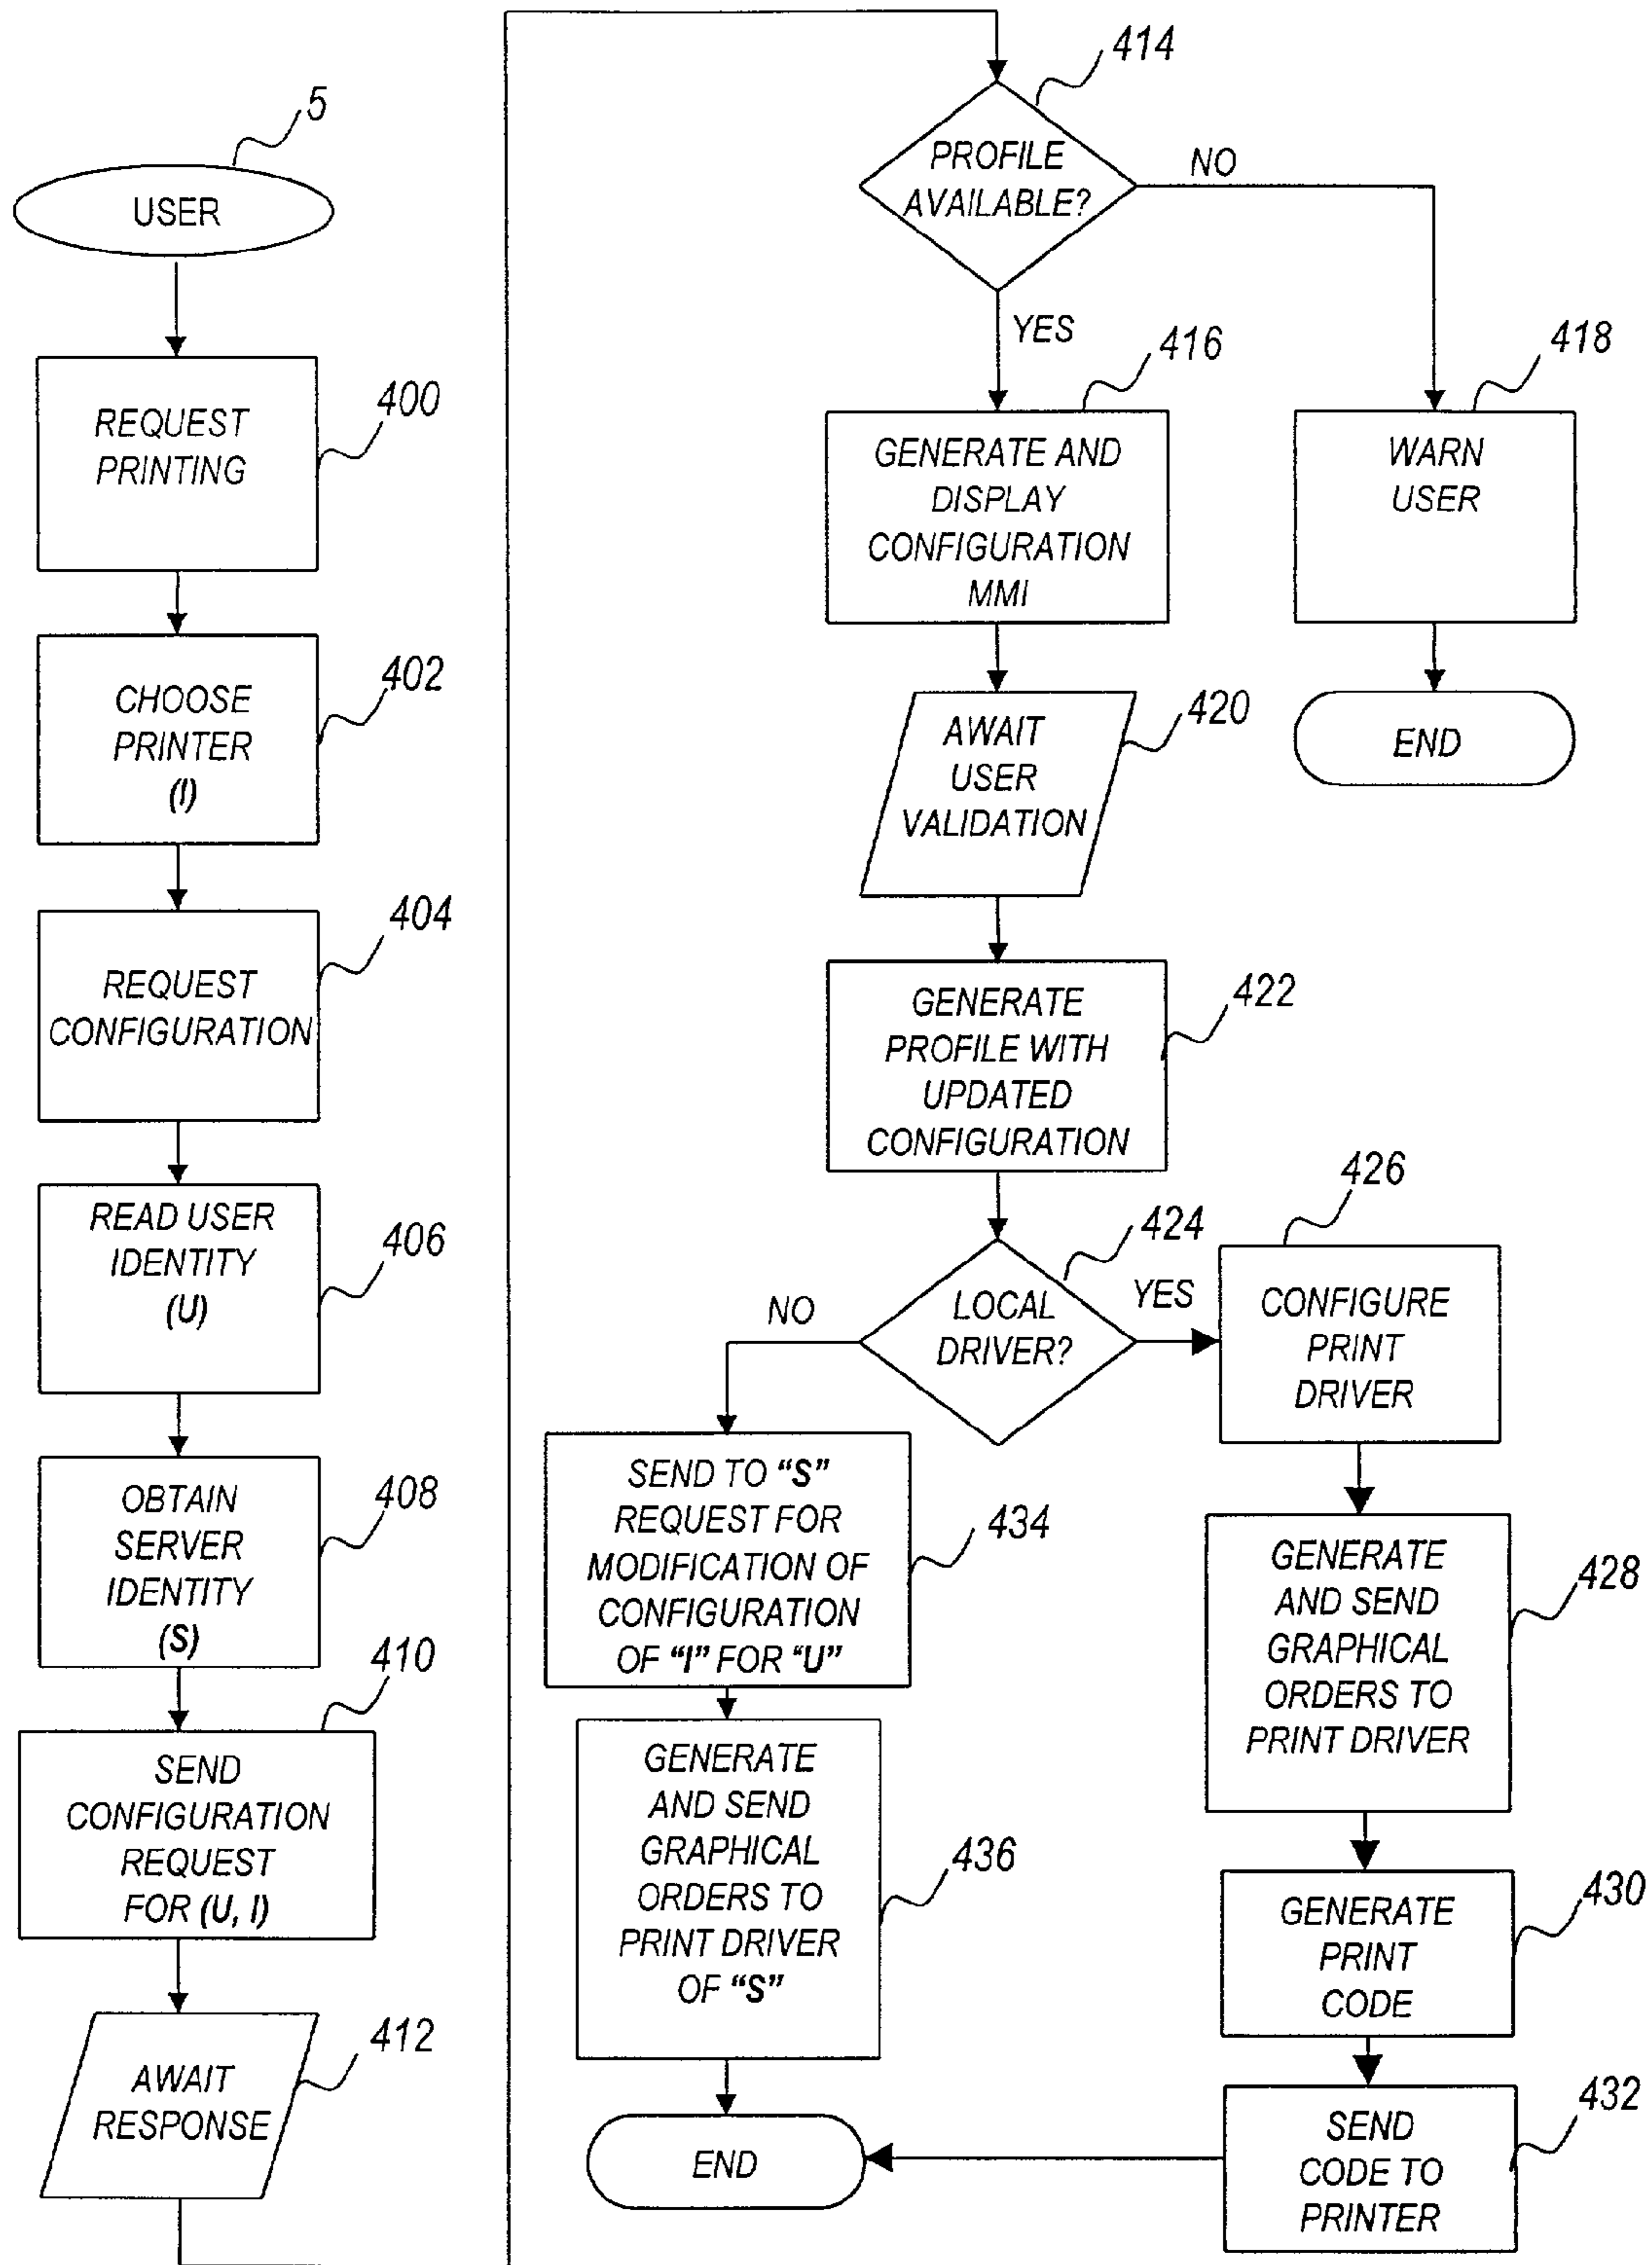 5
USER
REQUEST
PRINTING
400
CHOOSE
PRINTER
(I)
402
REQUEST
CONFIGURATION
404
READ USER
IDENTITY
(U)
406
OBTAIN
SERVER
IDENTITY
(S)
408
410
SEND
CONFIGURATION
REQUEST
FOR (U, I)
AWAIT
RESPONSE
412
414
PROFILE
AVAILABLE?
NO
YES
416
GENERATE AND
DISPLAY
CONFIGURATION
MMI
418
WARN
USER
END
420
AWAIT
USER
VALIDATION
422
GENERATE
PROFILE WITH
UPDATED
CONFIGURATION
424
LOCAL
DRIVER?
NO
YES
426
CONFIGURE
PRINT
DRIVER
SEND TO "S"
REQUEST FOR
MODIFICATION OF
CONFIGURATION
OF "I" FOR "U"
434
GENERATE
AND SEND
GRAPHICAL
ORDERS TO
PRINT DRIVER
428
GENERATE
AND SEND
GRAPHICAL
ORDERS TO
PRINT DRIVER
OF "S"
436
GENERATE
PRINT
CODE
430
SEND
CODE TO
PRINTER
432
END